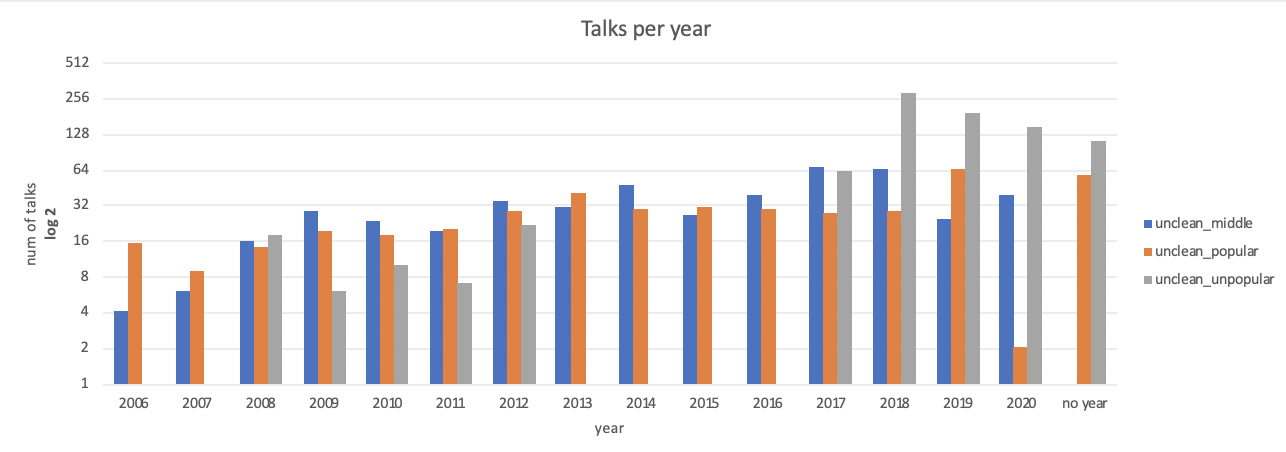 Talks per year
512
256
128
64
32
16
8
4
2
1
num of talks
log 2
2006 2007 2008 2009 2010 2011 2012 2013 2014 2015 2016 2017 2018 2019 2020 no year
year
unclean_middle
unclean_popular
unclean_unpopular